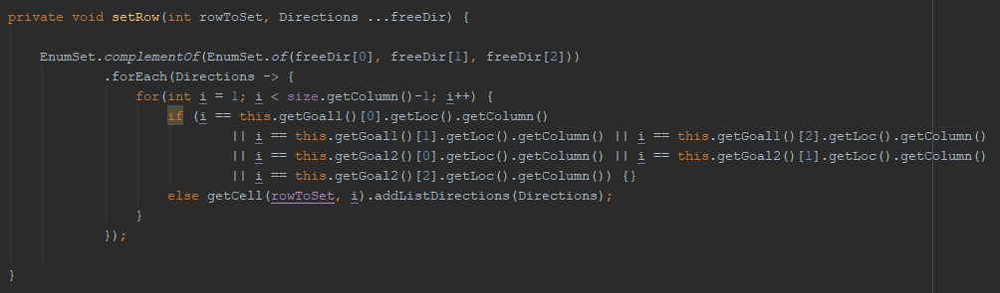 private void setRow(int rowToSet, Directions ...freeDir) {
EnumSet.complementOf(EnumSet.of(freeDir[0], freeDir[1], freeDir[2]))
.forEach(Directions -> {
for(int i = 1; i < size.getColumn()-1; i++) {
if (i == this.getGoal1()[0].getLoc().getColumn()
|| i == this.getGoal1()[1].getLoc().getColumn() || i == this.getGoal1()[2].getLoc().getColumn()
|| i == this.getGoal2()[0].getLoc().getColumn() || i == this.getGoal2()[1].getLoc().getColumn()
|| i == this.getGoal2()[2].getLoc().getColumn()) {}
else getCell(rowToSet, i).addListDirections(Directions);
}
});
}